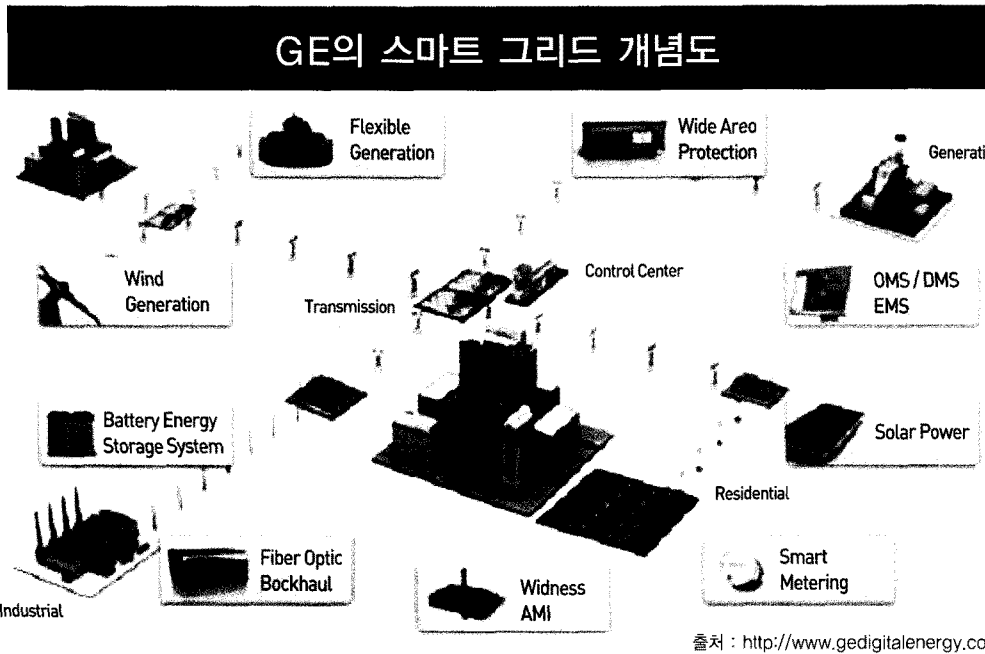 GE의 스마트 그리드 개념도
Flexible
Generation
Wide Areo
Protection
Generati
Wind
Generation
Transmission
Control Center
OMS / DMS
EMS
Battery Energy
Storage System
Solar Power
Residential
Industrial
Fiber Optic
Bockhaul
Widness
AMI
Smart
Metering
출처 : http://www.gedigitalenergy.co